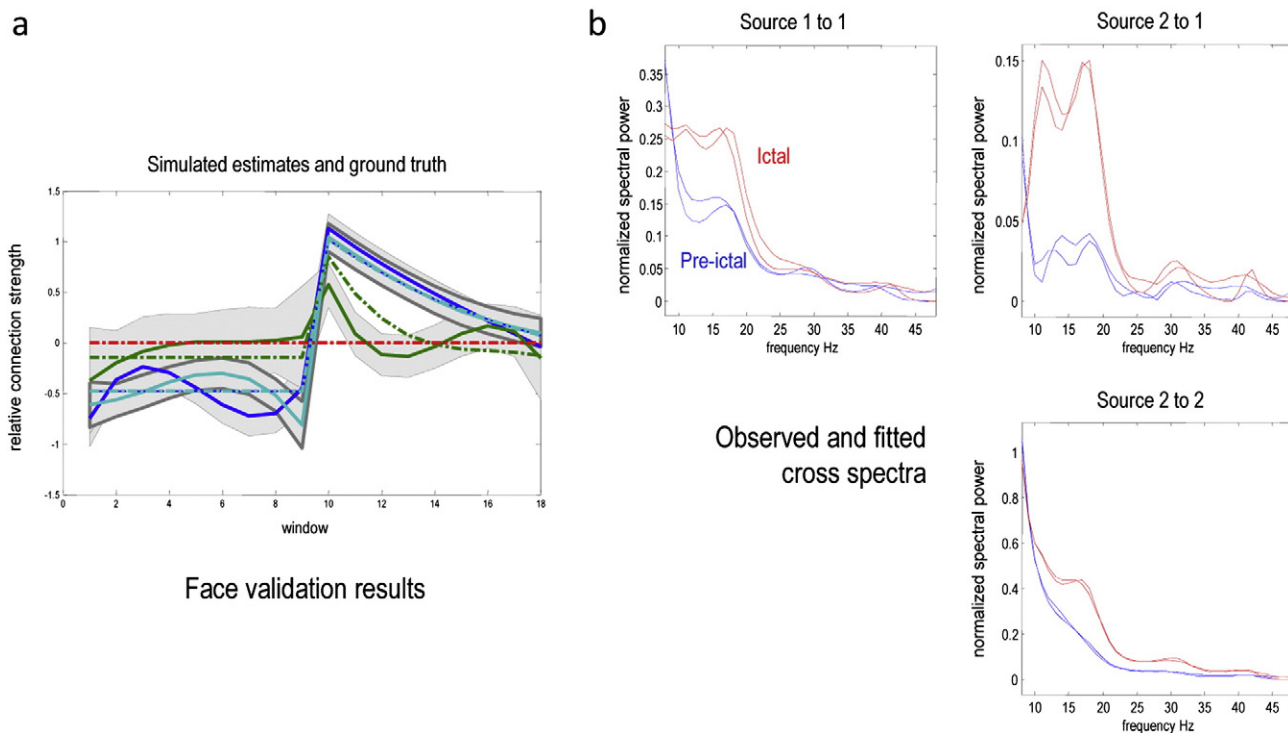 a
Simulated estimates and ground truth
relative connection strength
1.5
1
0.5
0
-0.5
-1
-1.5
0 2 4 6 8 10 12 14 16 18
window
Face validation results
b
Source 1 to 1
normalized spectral power
0.35
0.3
0.25
0.2
0.15
0.1
0.05
0
Ictal
Pre-ictal
10 15 20 25 30 35 40 45
frequency Hz
Source 2 to 1
normalized spectral power
0.15
0.1
0.05
0
10 15 20 25 30 35 40 45
frequency Hz
Observed and fitted
cross spectra
Source 2 to 2
normalized spectral power
1
0.8
0.6
0.4
0.2
0
10 15 20 25 30 35 40 45
frequency Hz